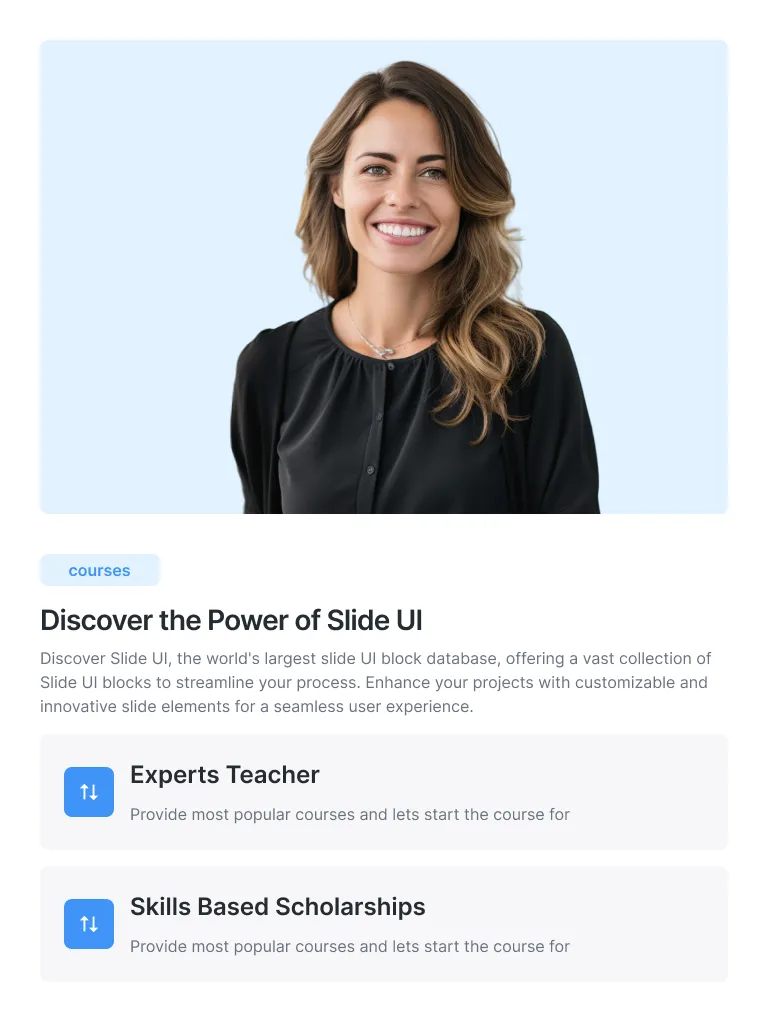 courses
Discover the Power of Slide UI
Discover Slide UI, the world's largest slide UI block database, offering a vast collection of
Slide UI blocks to streamline your process. Enhance your projects with customizable and
innovative slide elements for a seamless user experience.
Experts Teacher
Provide most popular courses and lets start the course for
Skills Based Scholarships
Provide most popular courses and lets start the course for